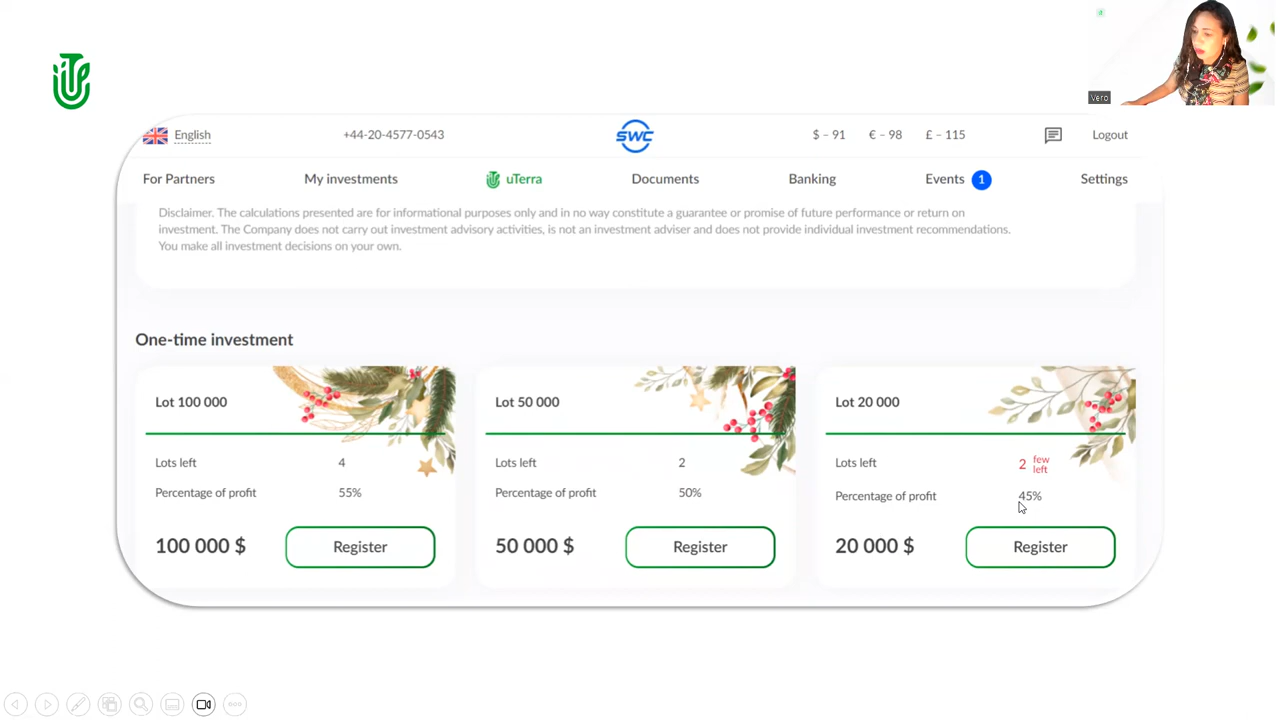 Vero
English
+44-20-4577-0543
SWC
$ – 91
€ – 98
£ – 115
Logout
For Partners
My investments
uTerra
Documents
Banking
Events 1
Settings
Disclaimer. The calculations presented are for informational purposes only and in no way constitute a guarantee or promise of future performance or return on
investment. The Company does not carry out investment advisory activities, is not an investment adviser and does not provide individual investment recommendations.
You make all investment decisions on your own.
One-time investment
Lot 100 000
Lots left 4
Percentage of profit 55%
100 000 $ Register
Lot 50 000
Lots left 2
Percentage of profit 50%
50 000 $ Register
Lot 20 000
Lots left 2 few
left
Percentage of profit 45%
20 000 $ Register